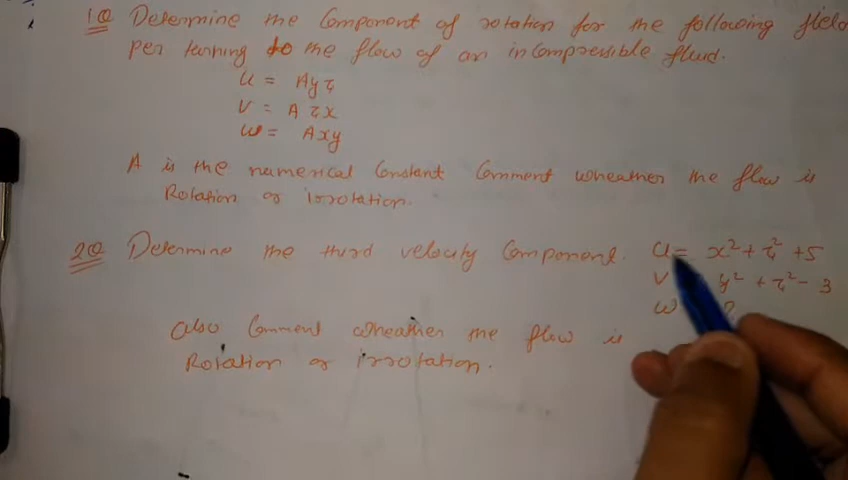 1Q Determine the Component of rotation for the following field
per turning to the flow of an incompressible fluid.
u = Ayz
v = Azx
w = Axy
A is the numerical Constant Comment wheather the flow is
Rotation or irrotation.
2Q Determine the third velocity Component. u = x² + z² + 5
v y² + z² - 3
w ?
also Comment wheather the flow is
Rotation or irrotation.